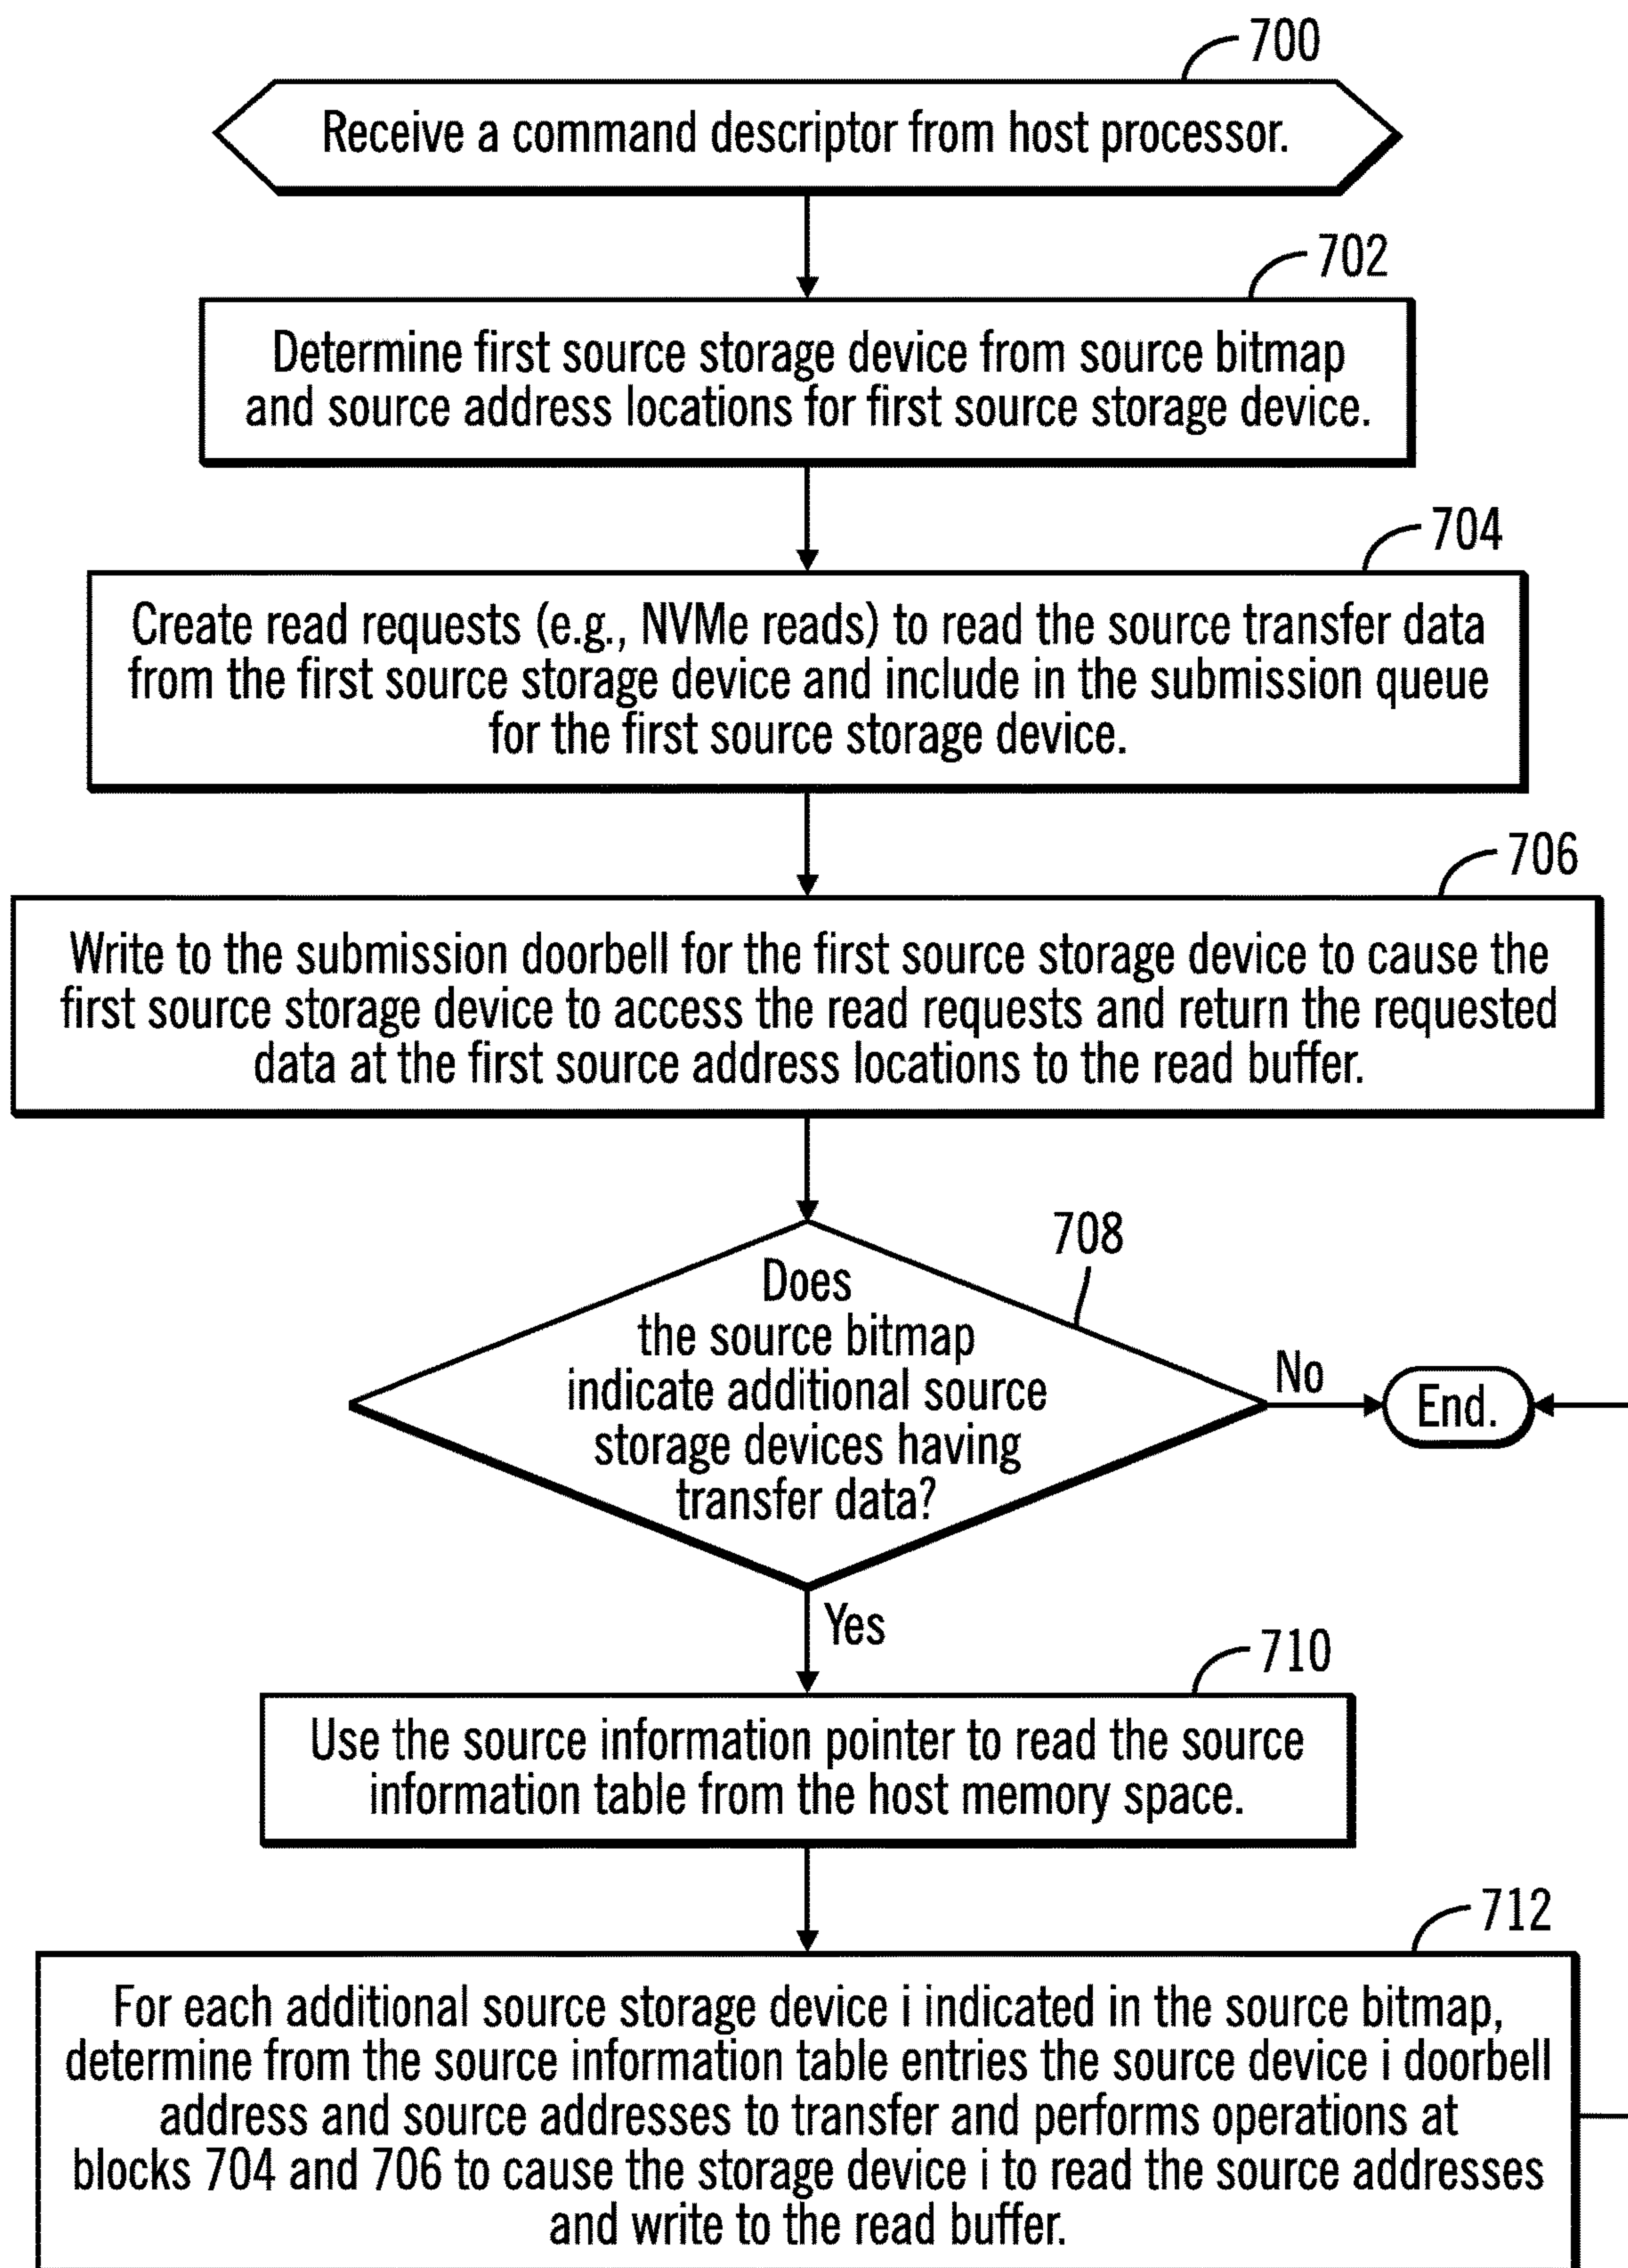 700
Receive a command descriptor from host processor.
702
Determine first source storage device from source bitmap
and source address locations for first source storage device.
704
Create read requests (e.g., NVMe reads) to read the source transfer data
from the first source storage device and include in the submission queue
for the first source storage device.
706
Write to the submission doorbell for the first source storage device to cause the
first source storage device to access the read requests and return the requested
data at the first source address locations to the read buffer.
708
Does
the source bitmap
indicate additional source
storage devices having
transfer data?
No
End.
Yes
710
Use the source information pointer to read the source
information table from the host memory space.
712
For each additional source storage device i indicated in the source bitmap,
determine from the source information table entries the source device i doorbell
address and source addresses to transfer and performs operations at
blocks 704 and 706 to cause the storage device i to read the source addresses
and write to the read buffer.